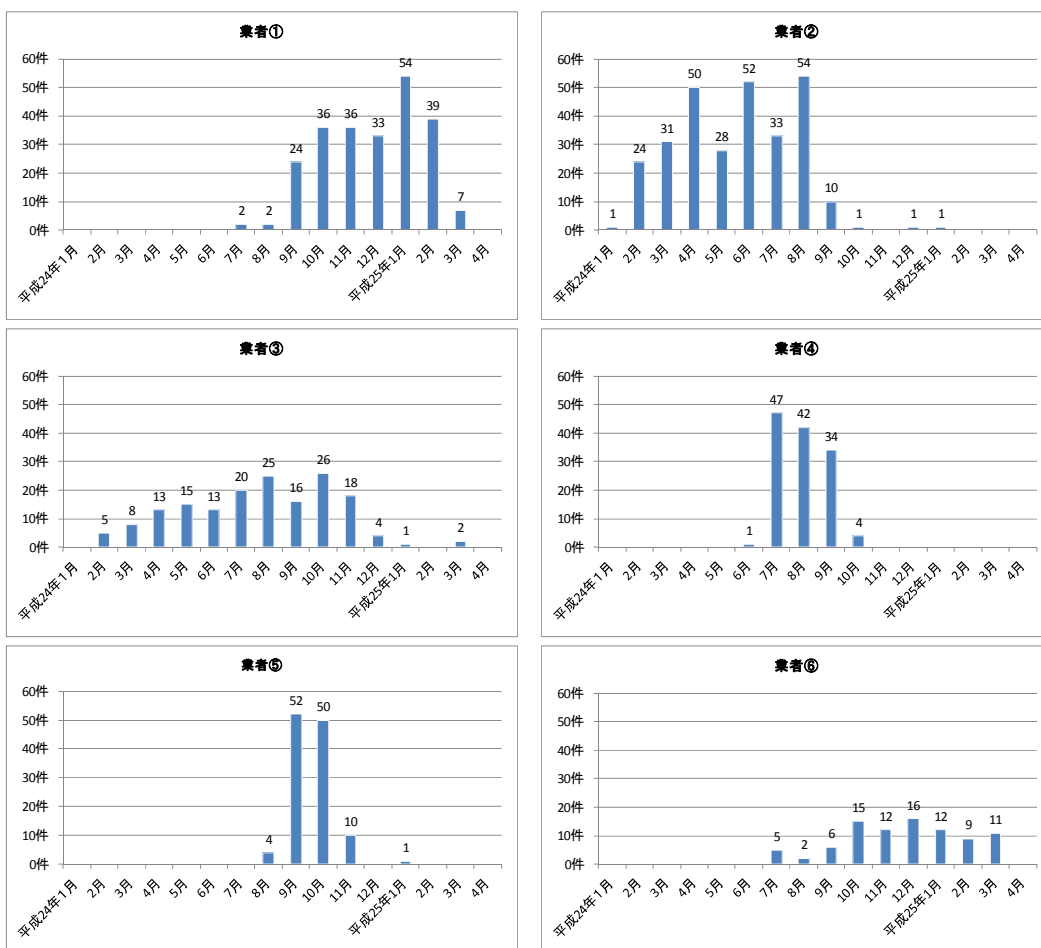 業者①
60件
50件
40件
30件
20件
10件
0件
2
2
24
36
36
33
54
39
7
平成24年1月
2月
3月
4月
5月
6月
7月
8月
9月
10月
11月
12月
平成25年1月
2月
3月
4月
業者②
60件
50件
40件
30件
20件
10件
0件
1
24
31
50
28
52
33
54
10
1
1
1
平成24年1月
2月
3月
4月
5月
6月
7月
8月
9月
10月
11月
12月
平成25年1月
2月
3月
4月
業者③
60件
50件
40件
30件
20件
10件
0件
5
8
13
15
13
20
25
16
26
18
4
1
2
平成24年1月
2月
3月
4月
5月
6月
7月
8月
9月
10月
11月
12月
平成25年1月
2月
3月
4月
業者④
60件
50件
40件
30件
20件
10件
0件
1
47
42
34
4
平成24年1月
2月
3月
4月
5月
6月
7月
8月
9月
10月
11月
12月
平成25年1月
2月
3月
4月
業者⑤
60件
50件
40件
30件
20件
10件
0件
4
52
50
10
1
平成24年1月
2月
3月
4月
5月
6月
7月
8月
9月
10月
11月
12月
平成25年1月
2月
3月
4月
業者⑥
60件
50件
40件
30件
20件
10件
0件
5
2
6
15
12
16
12
9
11
平成24年1月
2月
3月
4月
5月
6月
7月
8月
9月
10月
11月
12月
平成25年1月
2月
3月
4月